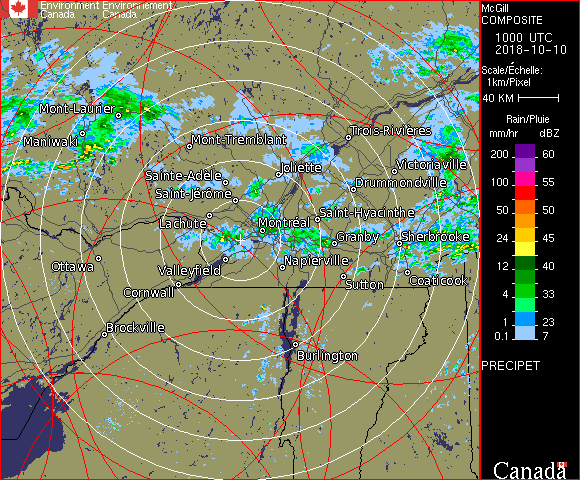 Environment Environnement
Canada Canada
Mont-Laurier
Maniwaki
Mont-Tremblant
Trois-Rivières
Sainte-Adèle
Joliette
Victoriaville
Saint-Jérôme
Drummondville
Lachute
Montréal
Saint-Hyacinthe
Granby
Sherbrooke
Ottawa
Valleyfield
Napierville
Cornwall
Sutton
Coaticook
Brockville
Burlington
McGill
COMPOSITE
1000 UTC
2018-10-10
Scale/Échelle:
1km/Pixel
40 KM
Rain/Pluie
mm/hr dBZ
200 60
100 55
50 50
24 45
12 40
4 33
1 23
0.1 7
PRECIPET
Canada